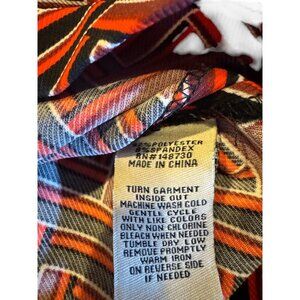 POLYESTER
SPANDEX
RN#148730
MADE IN CHINA
TURN GARMENT
INSIDE OUT
MACHINE WASH COLD
GENTLE CYCLE
WITH LIKE COLORS
ONLY NON CHLORINE
BLEACH WHEN NEEDED
TUMBLE DRY LOW
REMOVE PROMPTLY
WARM IRON
ON REVERSE SIDE
IF NEEDED